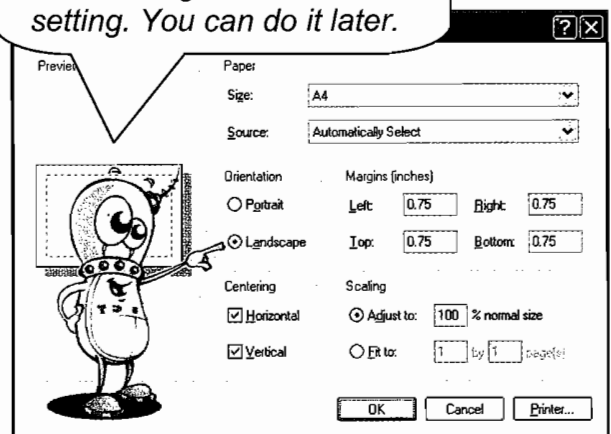 setting. You can do it later.
Preview
Paper
Size: A4
Source: Automatically Select
Orientation
Portrait
Landscape
Margins (inches)
Left: 0.75 Right: 0.75
Top: 0.75 Bottom: 0.75
Centering
Horizontal
Vertical
Scaling
Adjust to: 100 % normal size
Fit to: 1 by 1 page(s)
OK Cancel Printer...